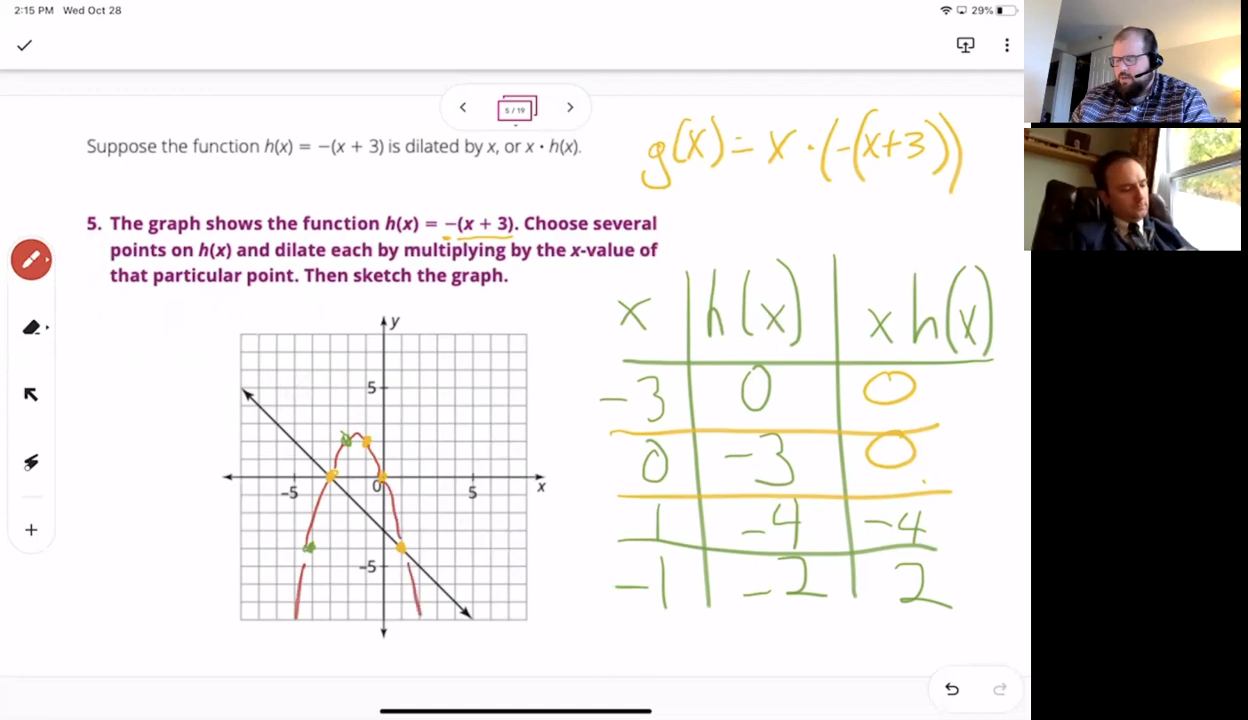 2:15 PM Wed Oct 28
29%
5 / 19
Suppose the function h(x) = −(x + 3) is dilated by x, or x • h(x).
g(x) = x · (-(x+3))
5. The graph shows the function h(x) = −(x + 3). Choose several
points on h(x) and dilate each by multiplying by the x-value of
that particular point. Then sketch the graph.
x h(x) x h(x)
-3 0 0
0 -3 0
1 -4 -4
-1 -2 2
y
5
-5 0 5 x
-5